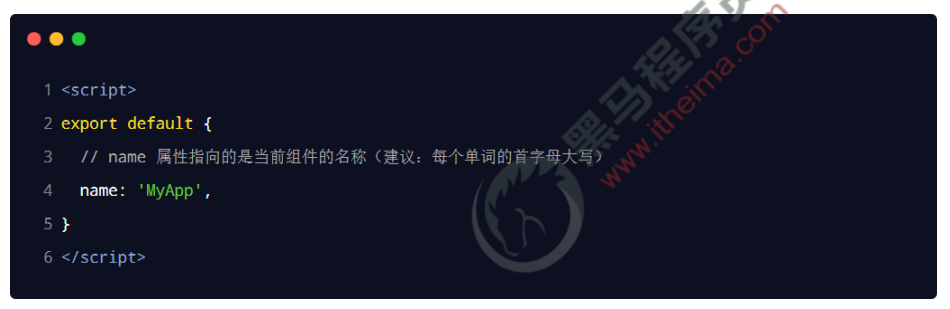 1 <script>
2 export default {
3   // name 属性指向的是当前组件的名称（建议：每个单词的首字母大写）
4   name: 'MyApp',
5 }
6 </script>
黑马程序员
www.itheima.com